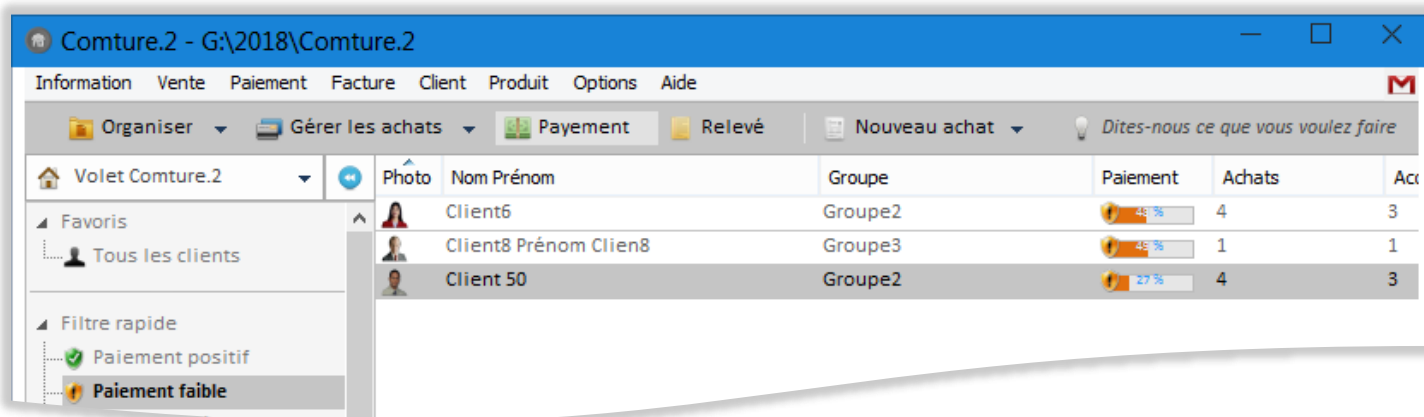 Comture.2 - G:\2018\Comture.2
Information Vente Paiement Facture Client Produit Options Aide
Organiser Gérer les achats Payement Relevé Nouveau achat Dites-nous ce que vous voulez faire
Volet Comture.2 Photo Nom Prénom Groupe Paiement Achats Acc
Favoris Client6 Groupe2 4 3
Tous les clients Client8 Prénom Clien8 Groupe3 1 1
Client 50 Groupe2 27 % 4 3
Filtre rapide
Paiement positif
Paiement faible